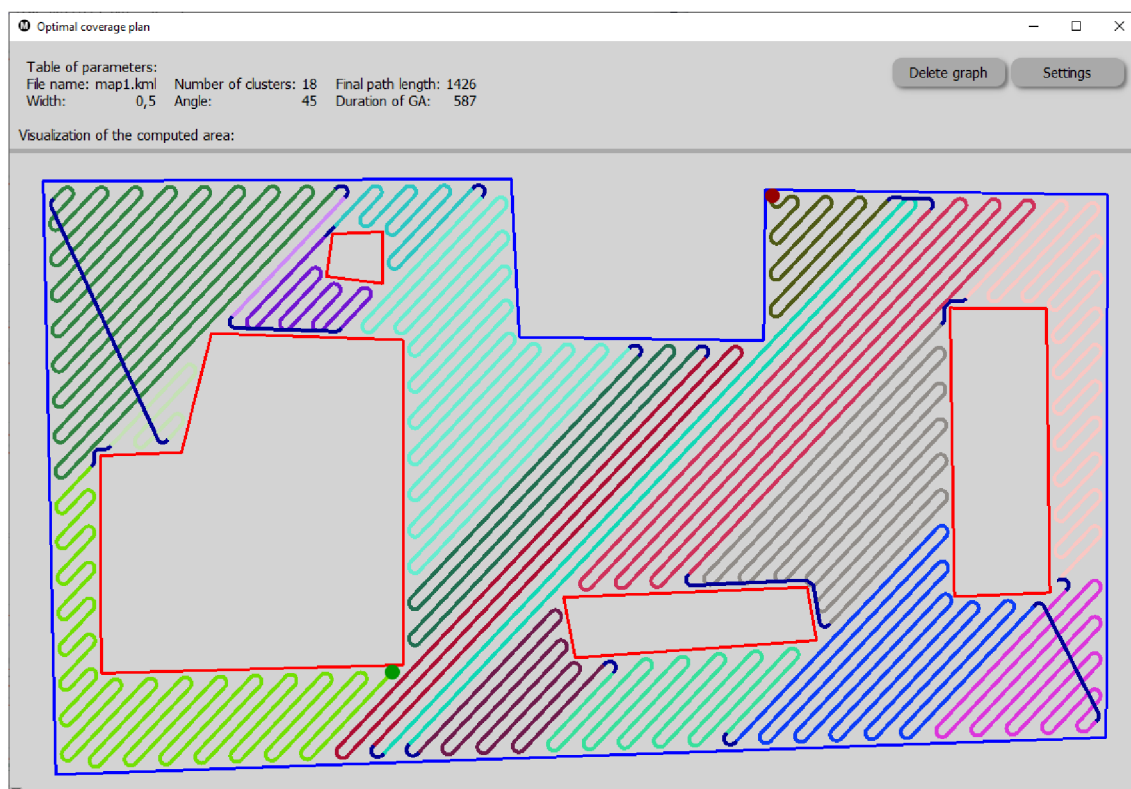 M Optimal coverage plan
Table of parameters:
File name: map1.kml Number of clusters: 18 Final path length: 1426
Width: 0,5 Angle: 45 Duration of GA: 587
Delete graph Settings
Visualization of the computed area: